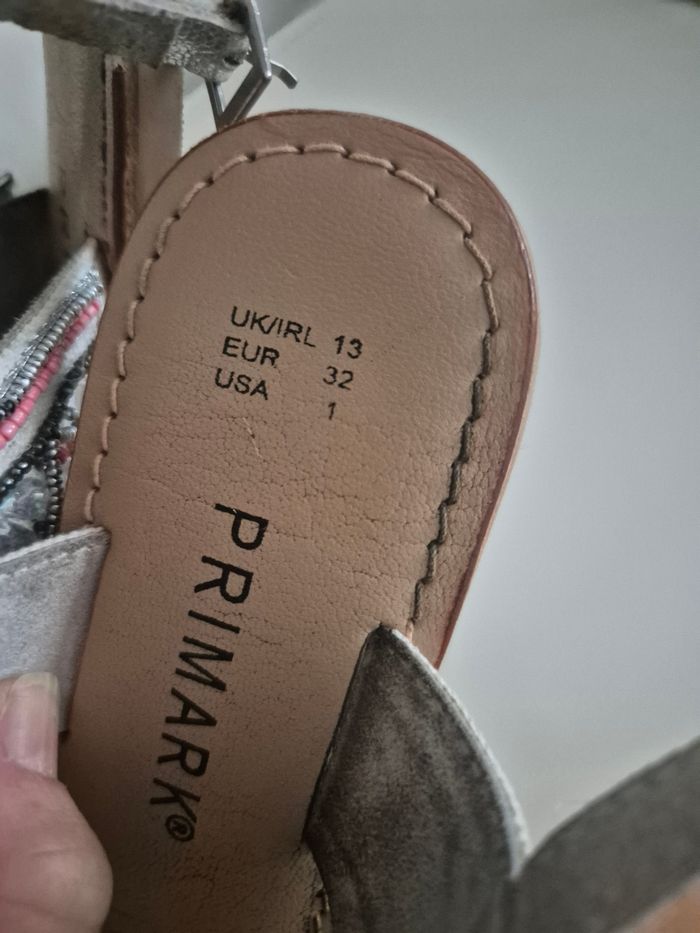 UK/IRL 13
EUR 32
USA 1
PRIMARK®